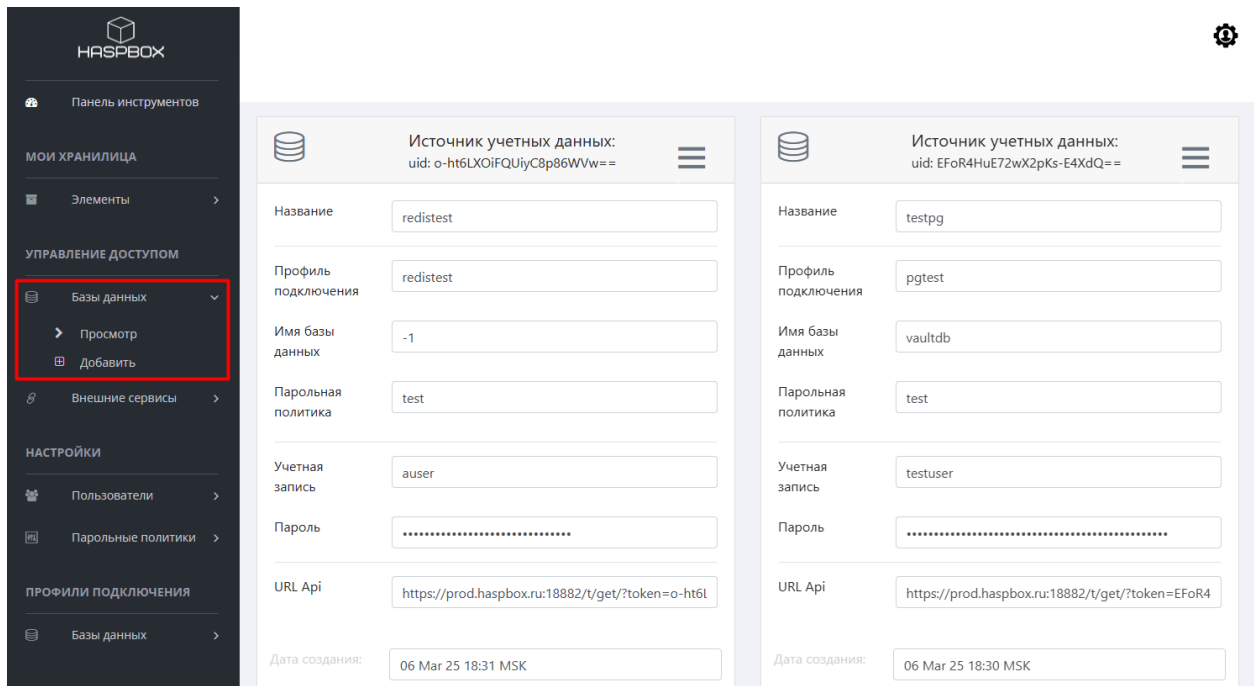 HASPBOX
Панель инструментов
МОИ ХРАНИЛИЦА
Элементы
УПРАВЛЕНИЕ ДОСТУПОМ
Базы данных
Просмотр
Добавить
Внешние сервисы
НАСТРОЙКИ
Пользователи
Парольные политики
ПРОФИЛИ ПОДКЛЮЧЕНИЯ
Базы данных
Источник учетных данных:
uid: o-ht6LXOiFQUiyC8p86WVw==
Название
redistest
Профиль
подключения
redistest
Имя базы
данных
-1
Парольная
политика
test
Учетная
запись
auser
Пароль
•••••••••••••••••••••••••••••••
URL Api
https://prod.haspbox.ru:18882/t/get/?token=o-ht6L
Дата создания:
06 Mar 25 18:31 MSK
Источник учетных данных:
uid: EFoR4HuE72wX2pKs-E4XdQ==
Название
testpg
Профиль
подключения
pgtest
Имя базы
данных
vaultdb
Парольная
политика
test
Учетная
запись
testuser
Пароль
••••••••••••••••••••••••••••••••••••••••••••••••
URL Api
https://prod.haspbox.ru:18882/t/get/?token=EFoR4
Дата создания:
06 Mar 25 18:30 MSK